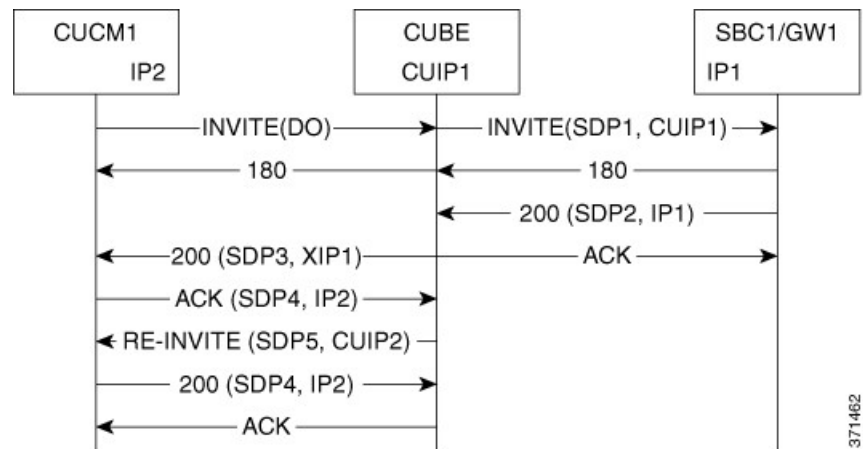 CUCM1
IP2
CUBE
CUIP1
SBC1/GW1
IP1
INVITE(DO)
INVITE(SDP1, CUIP1)
180
180
200 (SDP2, IP1)
200 (SDP3, XIP1)
ACK
ACK (SDP4, IP2)
RE-INVITE (SDP5, CUIP2)
200 (SDP4, IP2)
ACK
371462